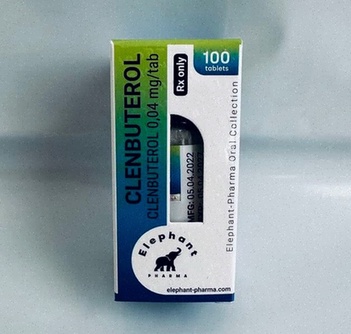 CLENBUTEROL
CLENBUTEROL 0,04 mg/tab
Rx only
100
tablets
Elephant-Pharma Oral Collection
MFG: 05.04.2022
Elephant
PHARMA
elephant-pharma.com